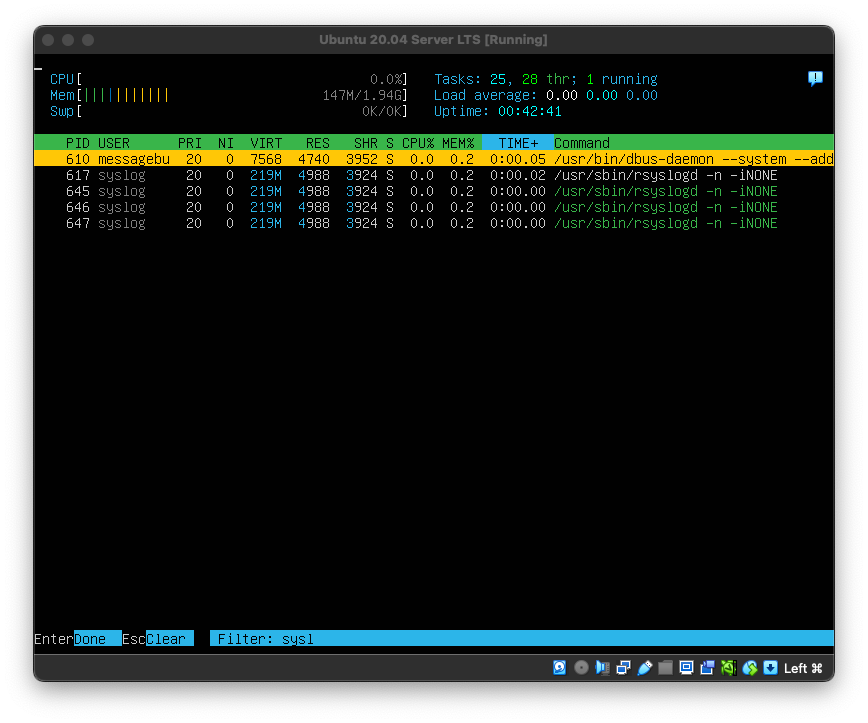 Ubuntu 20.04 Server LTS [Running]
CPU[ 0.0%] Tasks: 25, 28 thr; 1 running
Mem[||||||||||| 147M/1.94G] Load average: 0.00 0.00 0.00
Swp[ 0K/0K] Uptime: 00:42:41
PID USER PRI NI VIRT RES SHR S CPU% MEM% TIME+ Command
610 messagebu 20 0 7568 4740 3952 S 0.0 0.2 0:00.05 /usr/bin/dbus-daemon --system --add
617 syslog 20 0 219M 4988 3924 S 0.0 0.2 0:00.02 /usr/sbin/rsyslogd -n -iNONE
645 syslog 20 0 219M 4988 3924 S 0.0 0.2 0:00.00 /usr/sbin/rsyslogd -n -iNONE
646 syslog 20 0 219M 4988 3924 S 0.0 0.2 0:00.00 /usr/sbin/rsyslogd -n -iNONE
647 syslog 20 0 219M 4988 3924 S 0.0 0.2 0:00.00 /usr/sbin/rsyslogd -n -iNONE
EnterDone EscClear Filter: sysl
Left ⌘